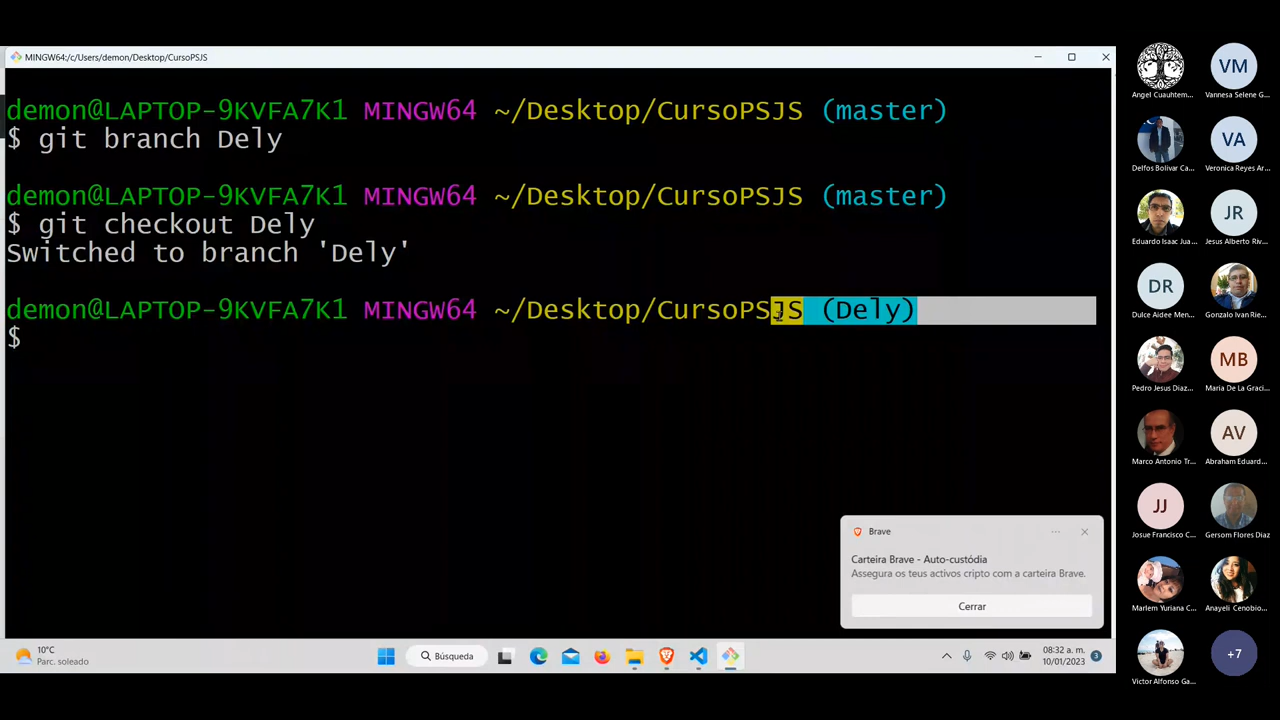 MINGW64:/c/Users/demon/Desktop/CursoPSJS
demon@LAPTOP-9KVFA7K1 MINGW64 ~/Desktop/CursoPSJS (master)
$ git branch Dely
demon@LAPTOP-9KVFA7K1 MINGW64 ~/Desktop/CursoPSJS (master)
$ git checkout Dely
Switched to branch 'Dely'
demon@LAPTOP-9KVFA7K1 MINGW64 ~/Desktop/CursoPSJS (Dely)
$
Brave
Carteira Brave - Auto-custódia
Assegura os teus activos cripto com a carteira Brave.
Cerrar
10°C
Parc. soleado
Búsqueda
08:32 a. m.
10/01/2023
3
VM
Angel Cuauhtem...
Vannesa Selene G...
VA
Delfos Bolivar Ca...
Veronica Reyes Ar...
JR
Eduardo Isaac Jua...
Jesus Alberto Riv...
DR
Dulce Aidee Men...
Gonzalo Ivan Rie...
MB
Pedro Jesus Diaz...
Maria De La Graci...
AV
Marco Antonio Tr...
Abraham Eduard...
JJ
Josue Francisco C...
Gersom Flores Diaz
Marlem Yuriana C...
Anayeli Cenobio...
+7
Victor Alfonso Ga...